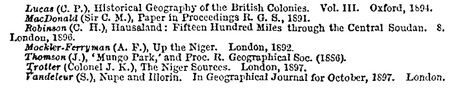 Lucas (C. P.), Historical Geography of the British Colonies. Vol. III. Oxford, 1894.
MacDonald (Sir C. M.), Paper in Proceedings R. G. S., 1891.
Robinson (C. H.), Hausaland: Fifteen Hundred Miles through the Central Soudan. 8.
London, 1896.
Mockler-Ferryman (A. F.), Up the Niger. London, 1892.
Thomson (J.), 'Mungo Park,' and Proc. R. Geographical Soc. (1886).
Trotter (Colonel J. K.), The Niger Sources. London, 1897.
Vandeleur (S.), Nupe and Illorin. In Geographical Journal for October, 1897. London.